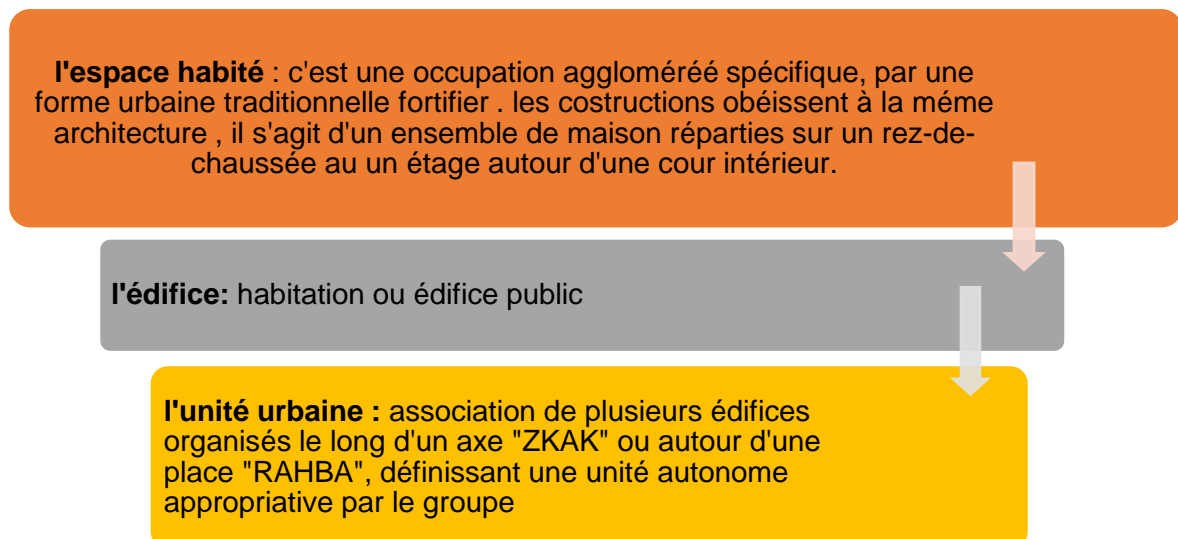 l'espace habité : c'est une occupation aggloméréé spécifique, par une
forme urbaine traditionnelle fortifier . les costructions obéissent à la méme
architecture , il s'agit d'un ensemble de maison réparties sur un rez-de-
chaussée au un étage autour d'une cour intérieur.
l'édifice: habitation ou édifice public
l'unité urbaine : association de plusieurs édifices
organisés le long d'un axe "ZKAK" ou autour d'une
place "RAHBA", définissant une unité autonome
appropriative par le groupe